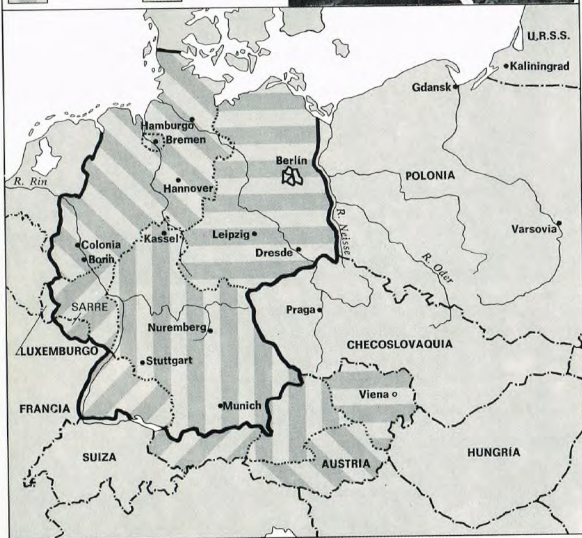 U.R.S.S.
Kaliningrad
Gdansk
Hamburgo
Bremen
Berlín
R. Rin
Hannover
POLONIA
R. Neisse
Varsovia
Colonia
Kassel
Leipzig
Bonn
Dresde
R. Oder
SARRE
Praga
Nuremberg
CHECOSLOVAQUIA
LUXEMBURGO
Stuttgart
Viena
FRANCIA
Munich
SUIZA
AUSTRIA
HUNGRÍA